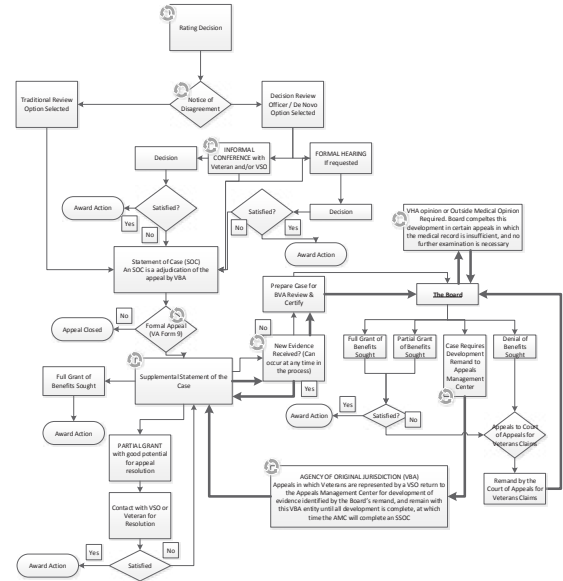 Rating Decision
Traditional Review
Option Selected
Notice of
Disagreement
Decision Review
Officer / De Novo
Option Selected
Decision
INFORMAL
CONFERENCE with
Veteran and/or VSO
FORMAL HEARING
If requested
Award Action
Satisfied?
Yes
No
Satisfied?
No
Yes
Decision
Award Action
VHA opinion or Outside Medical Opinion
Required. Board compeltes this
development in certain appeals in which
the medical record is insufficient, and no
further examination is necessary
Statement of Case (SOC)
An SOC is a adjudication of the
appeal by VBA
Prepare Case for
BVA Review &
Certify
The Board
No
Appeal Closed
Formal Appeal
(VA Form 9)
No
New Evidence
Received? (Can
occur at any time in
the process)
Yes
Full Grant of
Benefits Sought
Partial Grant of
Benefits Sought
Case Requires
Development
Remand to
Appeals
Management
Center
Denial of
Benefits
Sought
Full Grant of
Benefits Sought
Supplemental Statement of the
Case
Award Action
Yes
Satisfied?
No
Appeals to Court
of Appeals for
Veterans Claims
Award Action
PARTIAL GRANT
with good potential
for appeal
resolution
AGENCY OF ORIGINAL JURISDICTION (VBA)
Appeals in which Veterans are represented by a VSO return to
the Appeals Management Center for development of
evidence identified by the Board's remand, and remain with
this VBA entity until all development is complete, at which
time the AMC will complete an SSOC
Remand by the
Court of Appeals for
Veterans Claims
Contact with VSO or
Veteran for
Resolution
Award Action
Yes
Satisfied
No